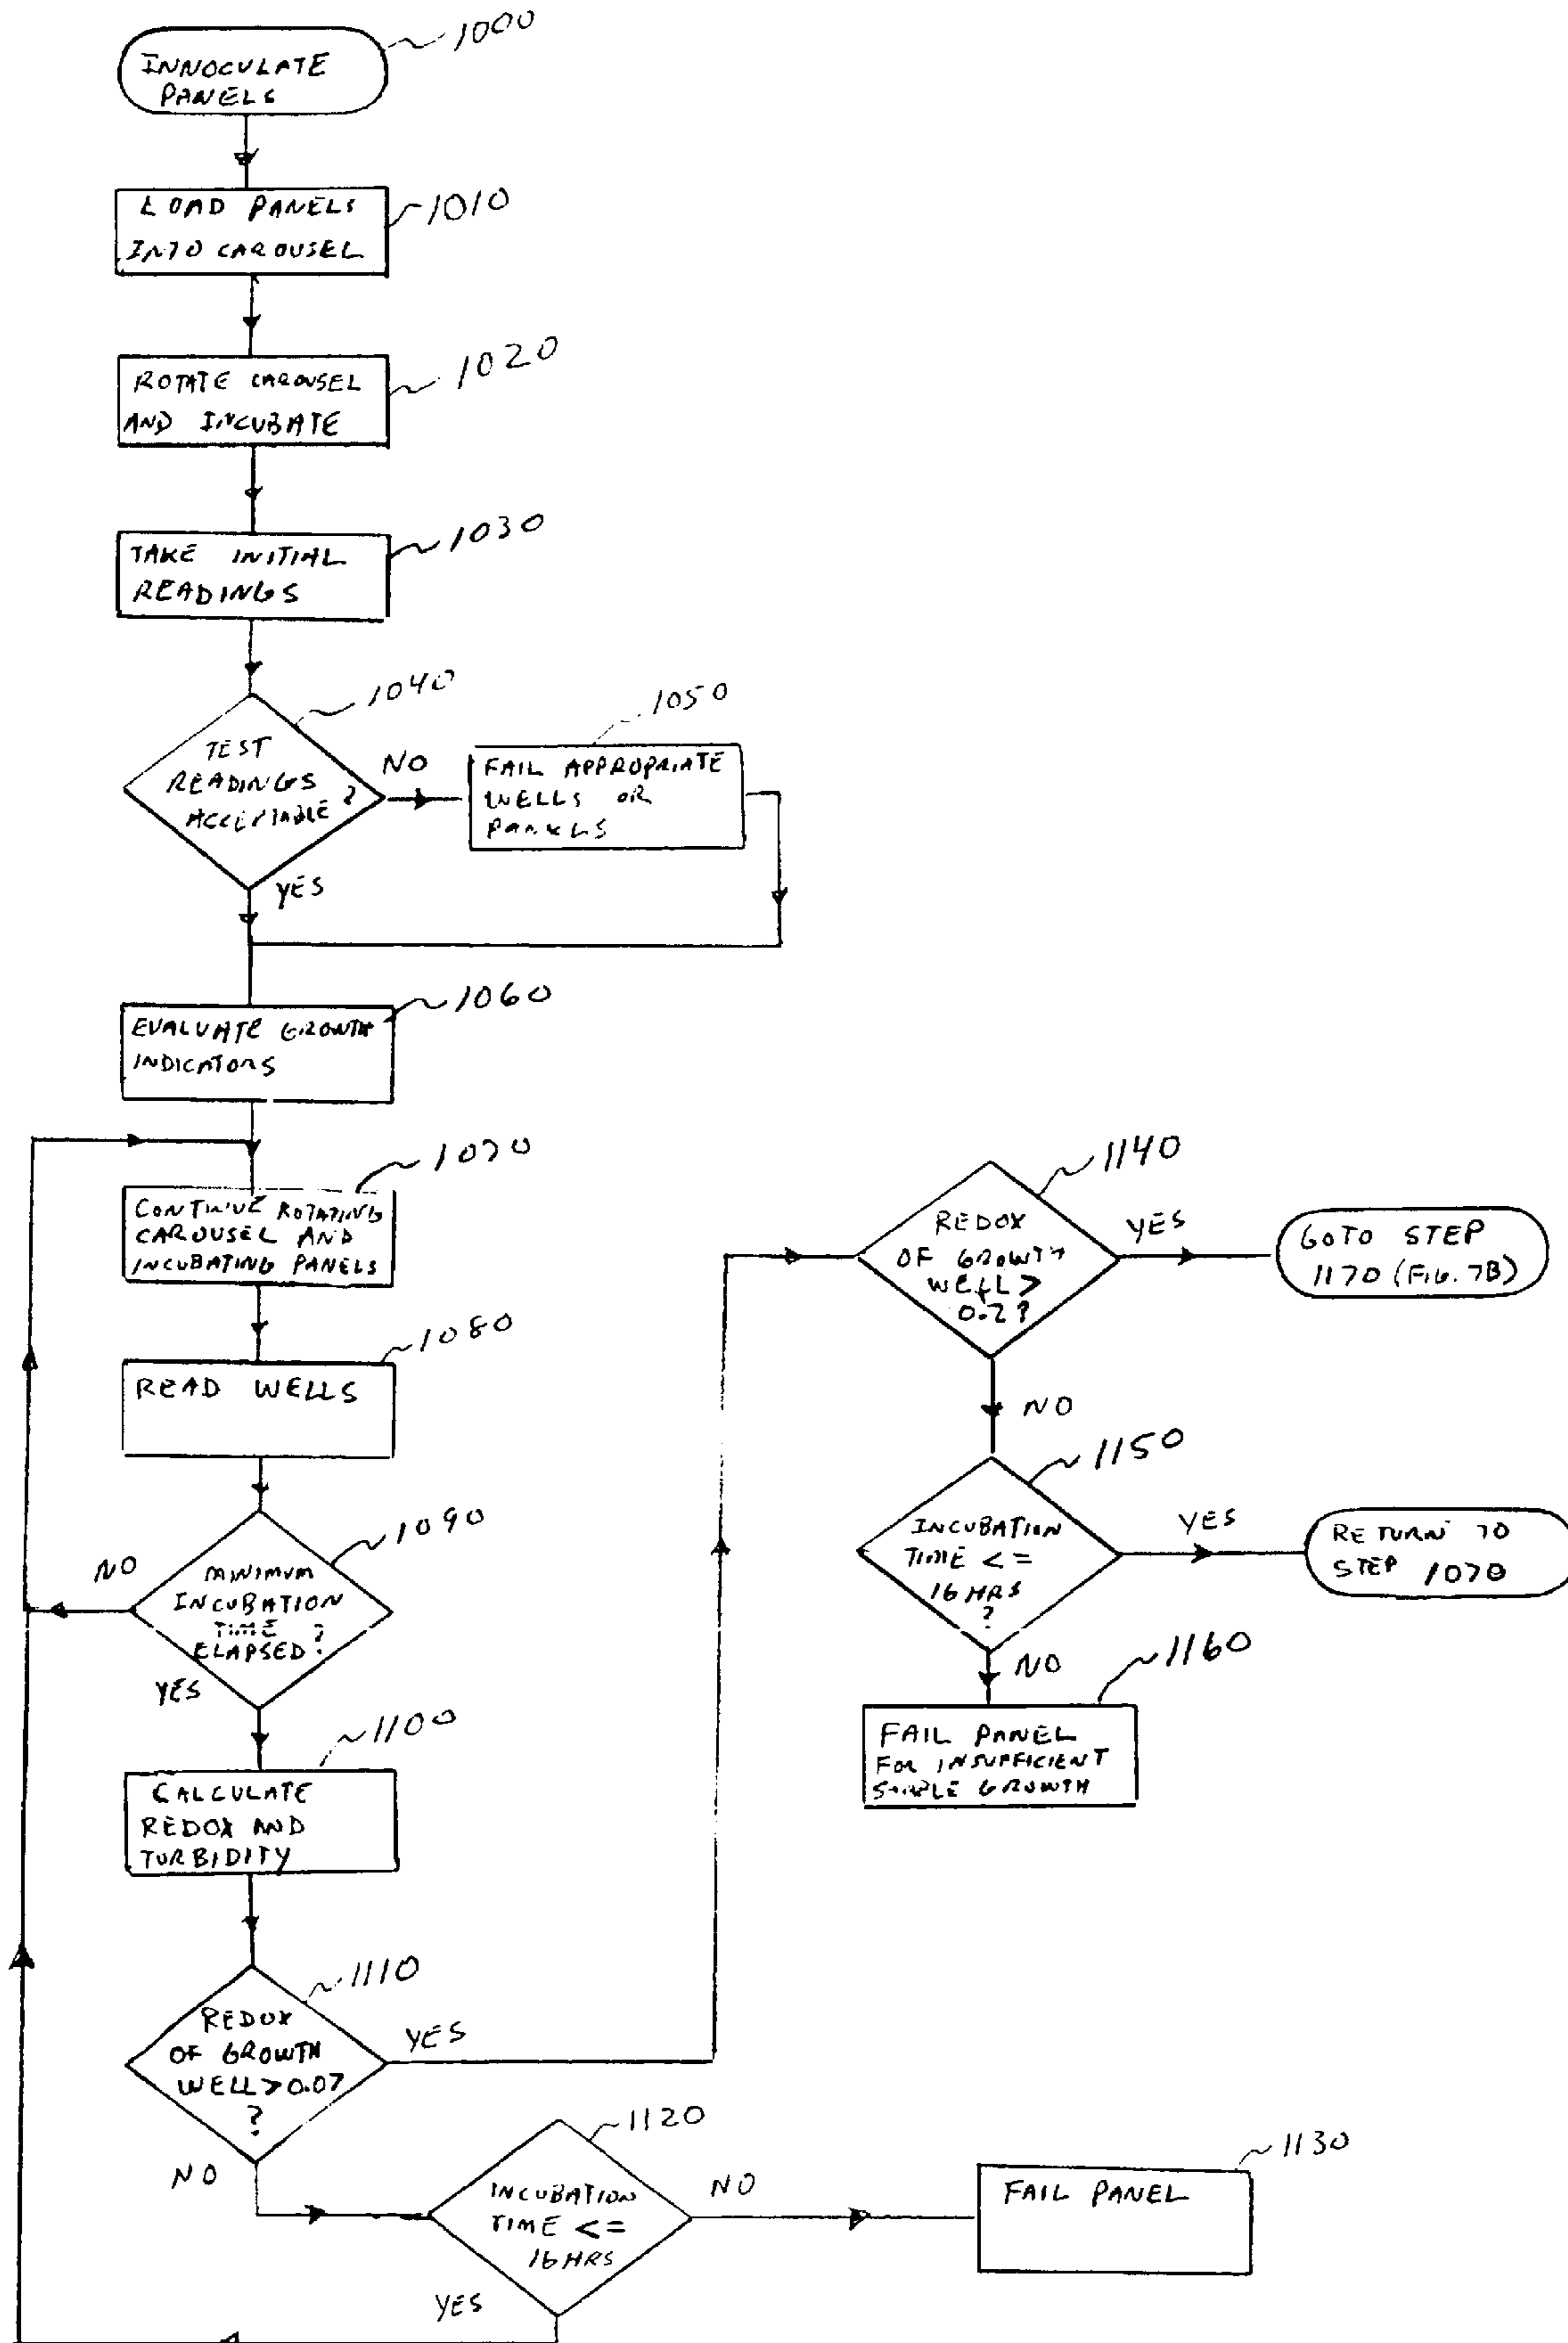 INNOCULATE
PANELS
1000
LOAD PANELS
INTO CAROUSEL
1010
ROTATE CAROUSEL
AND INCUBATE
1020
TAKE INITIAL
READINGS
1030
TEST
READINGS
ACCEPTABLE ?
1040
NO
YES
FAIL APPROPRIATE
WELLS OR
PANELS
1050
EVALUATE GROWTH
INDICATORS
1060
CONTINUE ROTATING
CAROUSEL AND
INCUBATING PANELS
1070
READ WELLS
1080
MINIMUM
INCUBATION
TIME
ELAPSED ?
1090
NO
YES
CALCULATE
REDOX AND
TURBIDITY
1100
REDOX
OF GROWTH
WELL > 0.07
?
1110
YES
NO
INCUBATION
TIME <=
16 HRS
1120
NO
YES
FAIL PANEL
1130
REDOX
OF GROWTH
WELL >
0.2?
1140
YES
NO
GOTO STEP
1170 (FIG. 7B)
INCUBATION
TIME <=
16 HRS
?
1150
YES
NO
RETURN TO
STEP 1070
FAIL PANEL
FOR INSUFFICIENT
SAMPLE GROWTH
1160